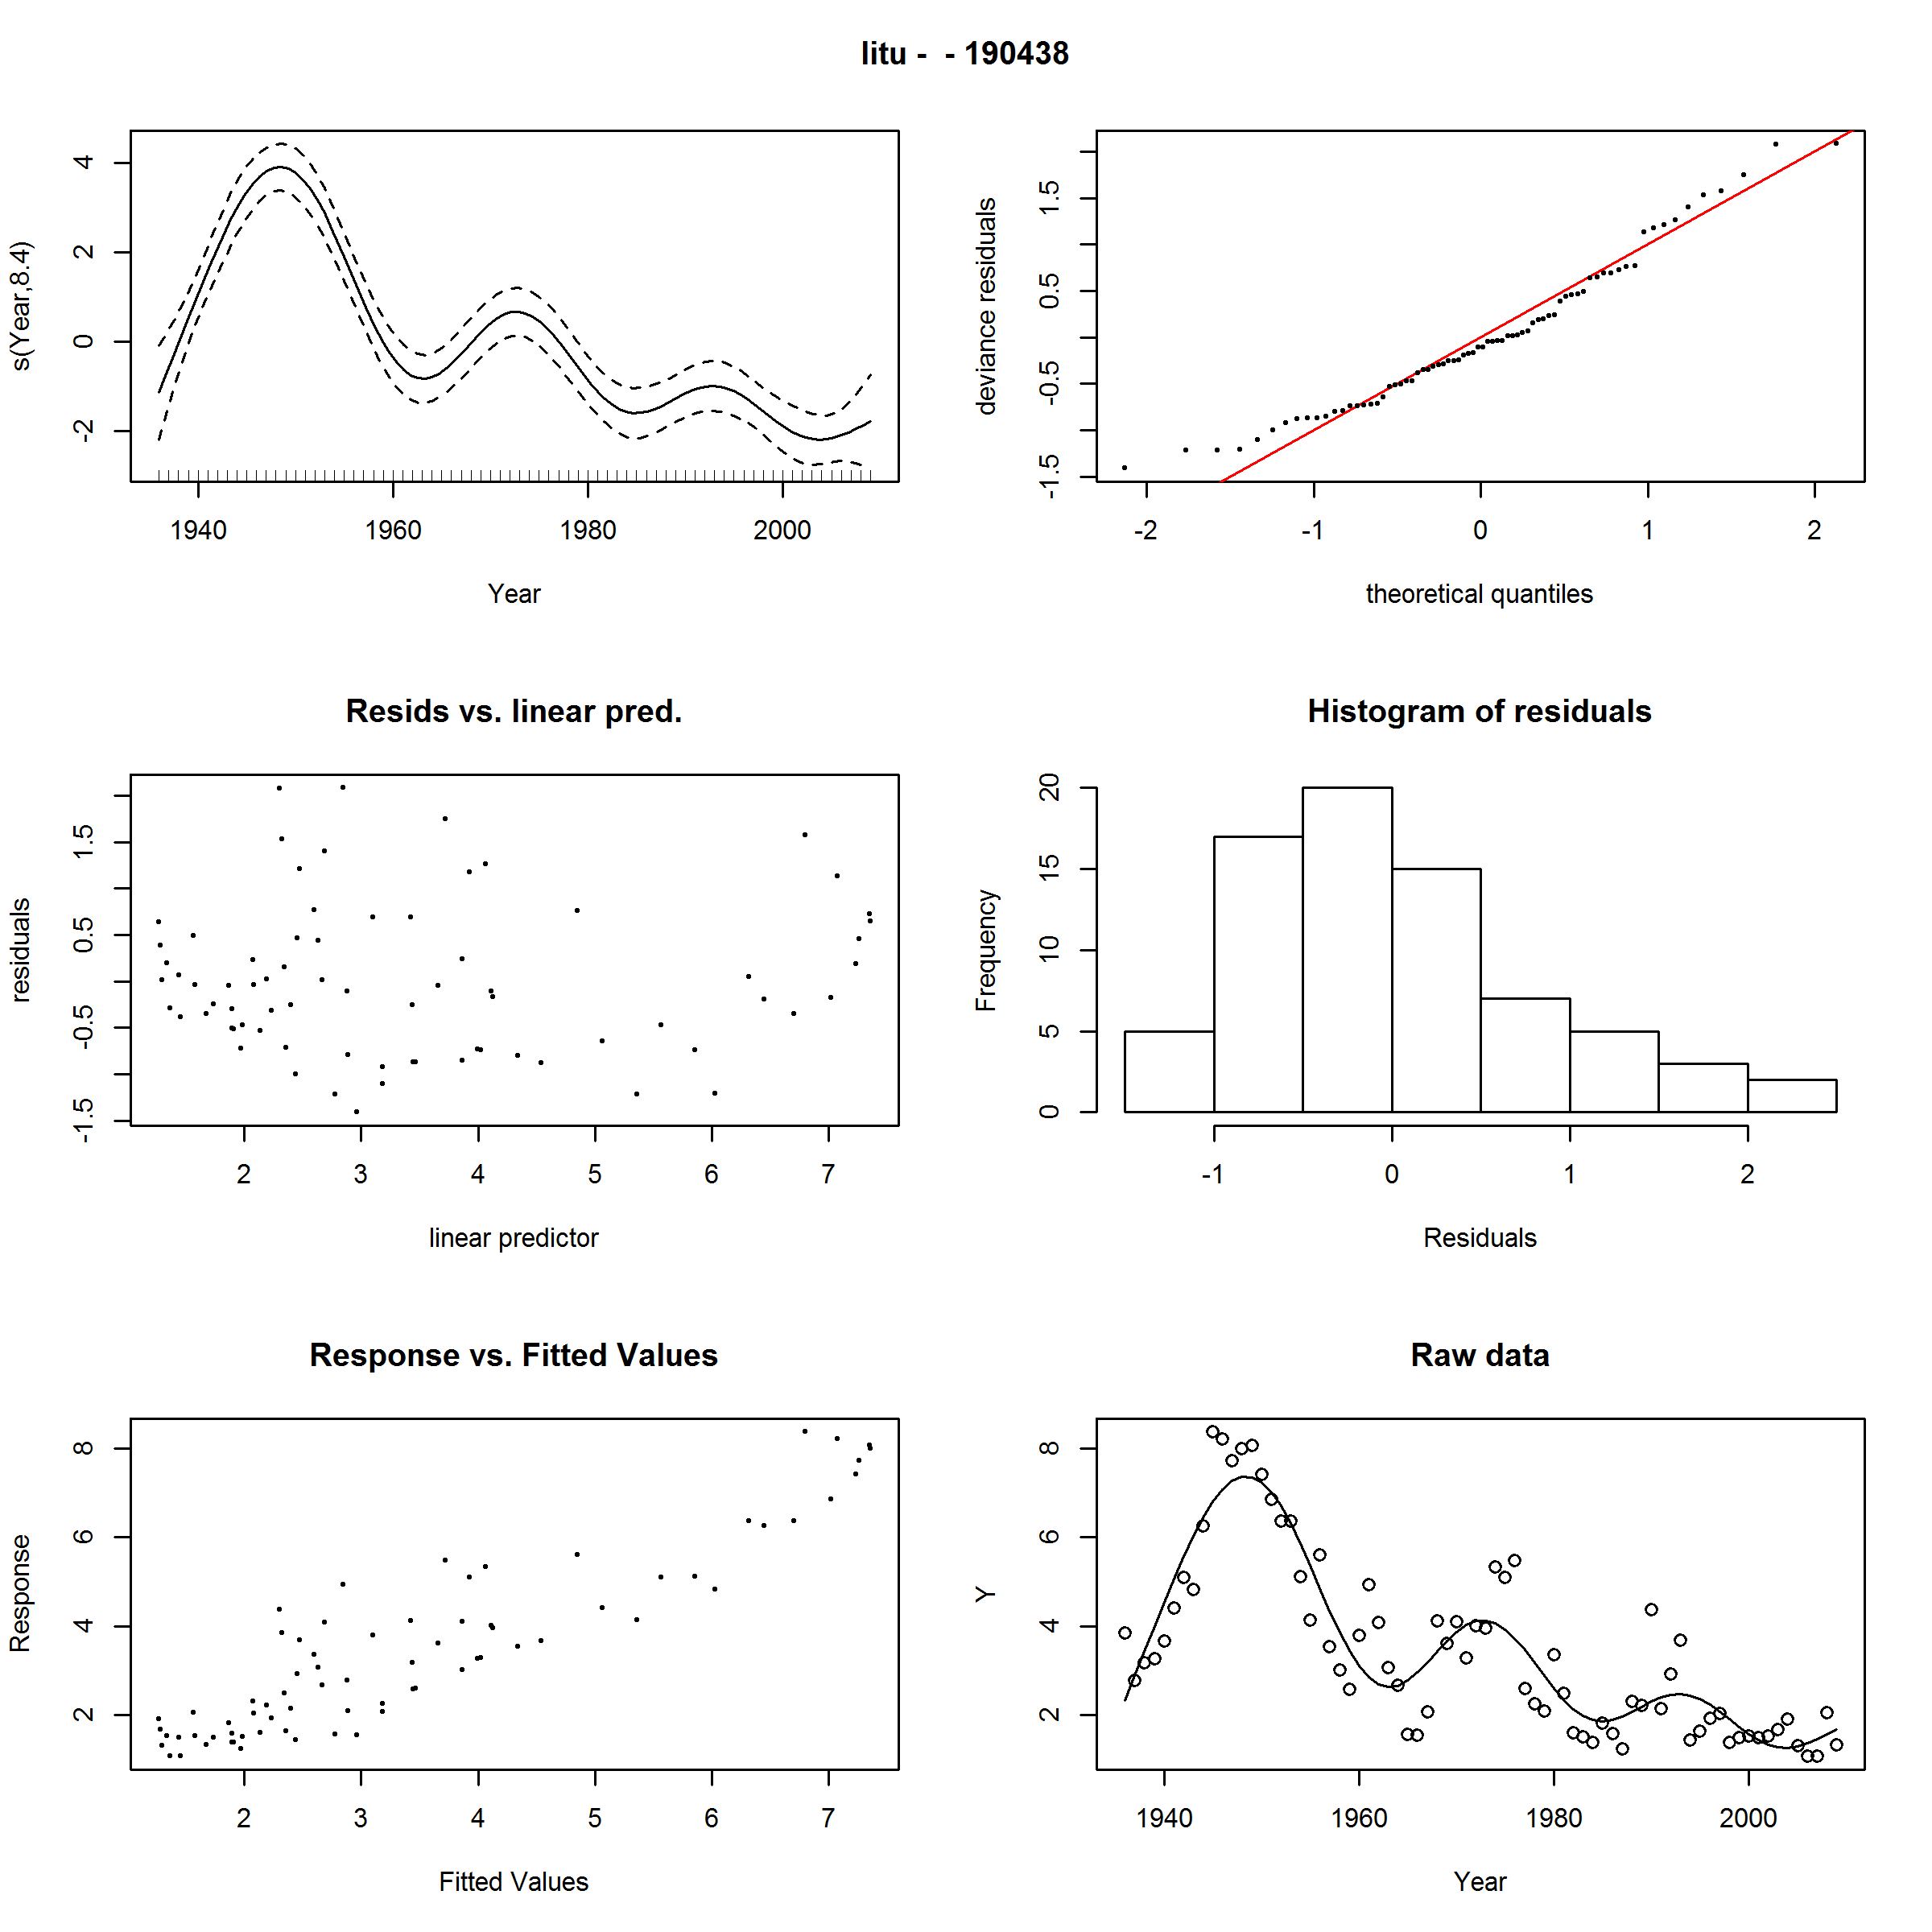 litu -  - 190438
s(Year,8.4)
4
2
0
-2
1940 1960 1980 2000
Year
deviance residuals
1.5
0.5
-0.5
-1.5
-2 -1 0 1 2
theoretical quantiles
Resids vs. linear pred.
residuals
1.5
0.5
-0.5
-1.5
2 3 4 5 6 7
linear predictor
Histogram of residuals
Frequency
20
15
10
5
0
-1 0 1 2
Residuals
Response vs. Fitted Values
Response
8
6
4
2
2 3 4 5 6 7
Fitted Values
Raw data
Y
8
6
4
2
1940 1960 1980 2000
Year